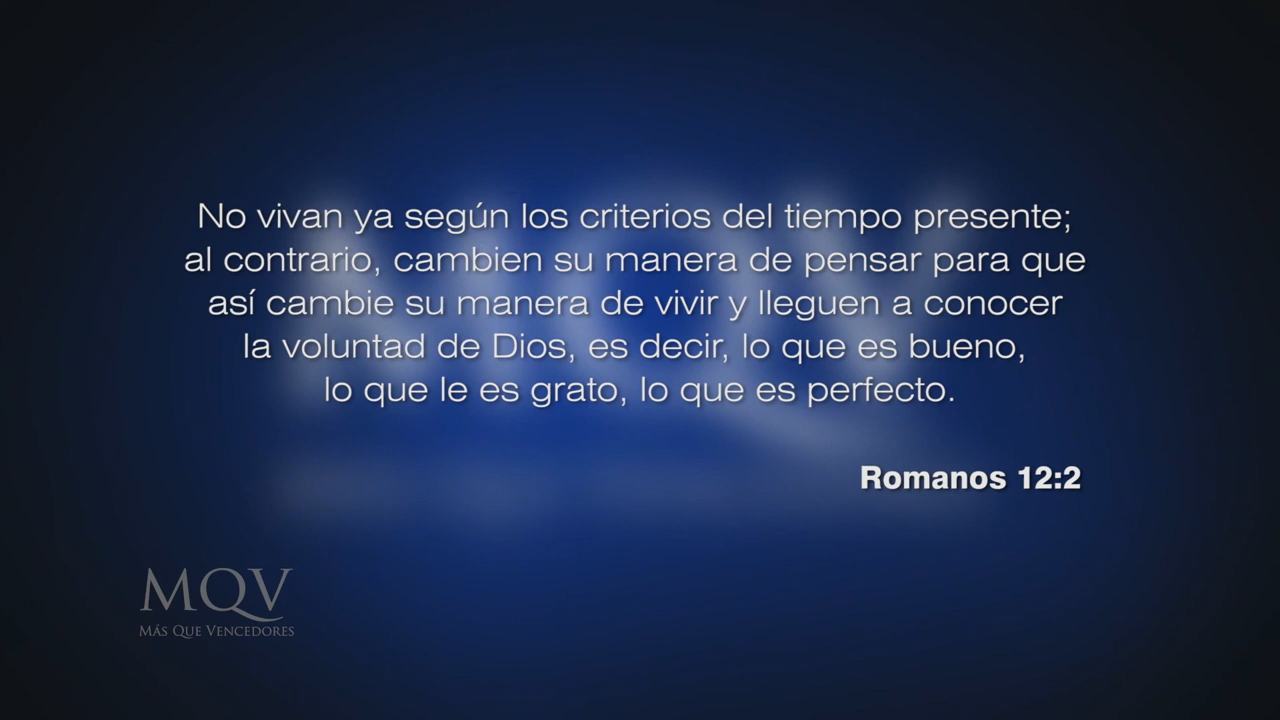 No vivan ya según los criterios del tiempo presente;
al contrario, cambien su manera de pensar para que
así cambie su manera de vivir y lleguen a conocer
la voluntad de Dios, es decir, lo que es bueno,
lo que le es grato, lo que es perfecto.
Romanos 12:2
MQV
Más Que Vencedores